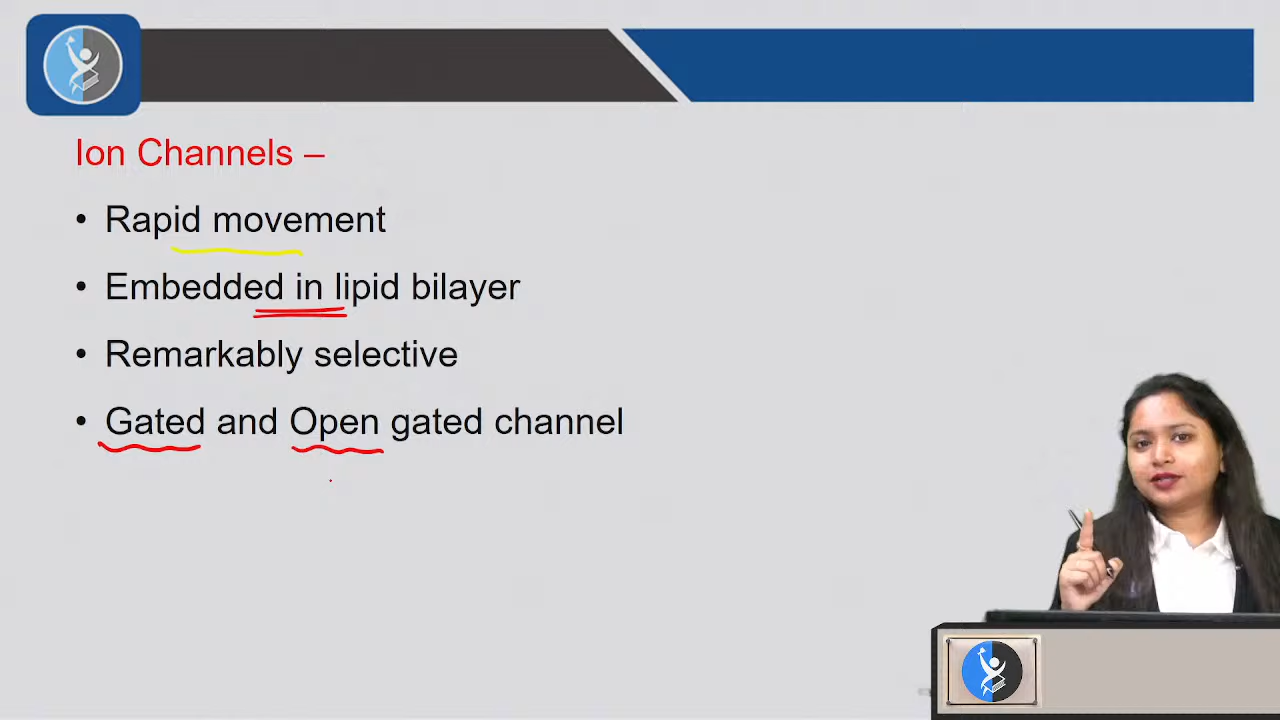 Ion Channels –
• Rapid movement
• Embedded in lipid bilayer
• Remarkably selective
• Gated and Open gated channel